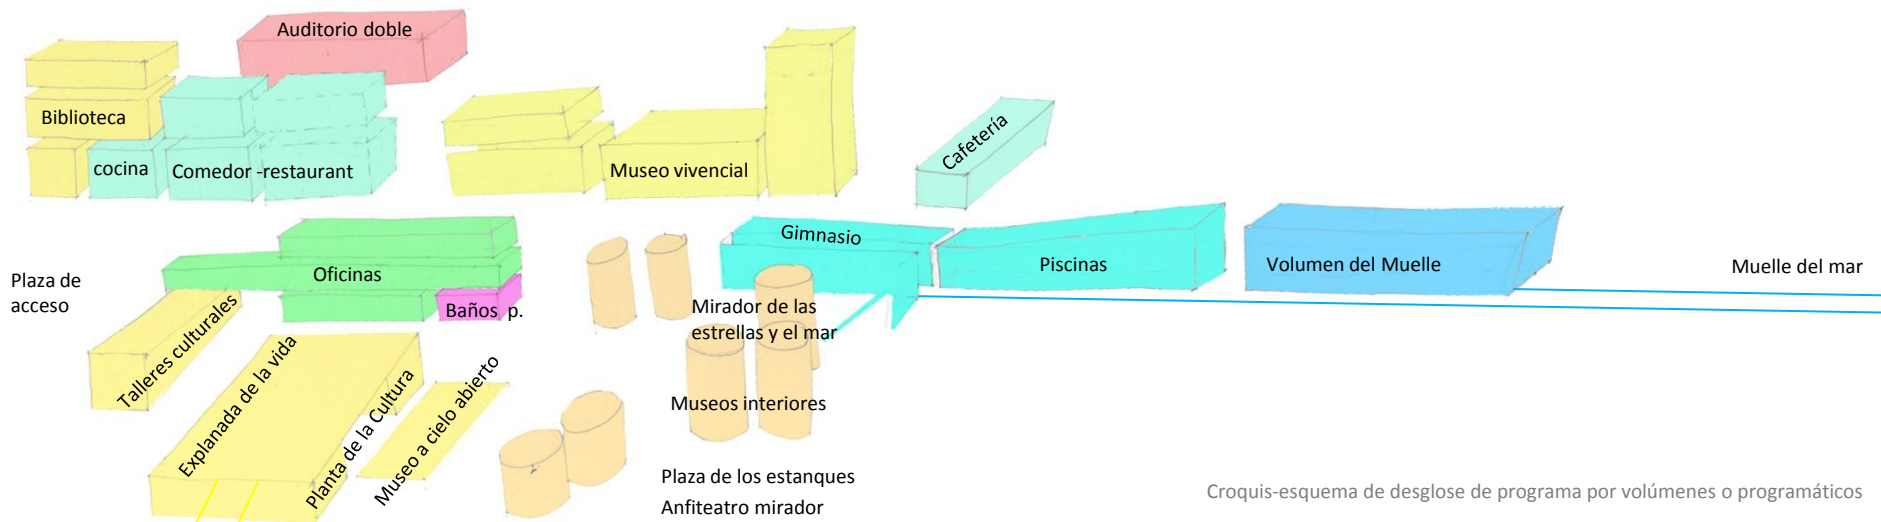 Auditorio doble
Biblioteca
cocina
Comedor -restaurant
Museo vivencial
Cafetería
Plaza de
acceso
Oficinas
Baños p.
Gimnasio
Piscinas
Volumen del Muelle
Muelle del mar
Talleres culturales
Explanada de la vida
Planta de la Cultura
Museo a cielo abierto
Mirador de las
estrellas y el mar
Museos interiores
Plaza de los estanques
Anfiteatro mirador
Croquis-esquema de desglose de programa por volúmenes o programáticos